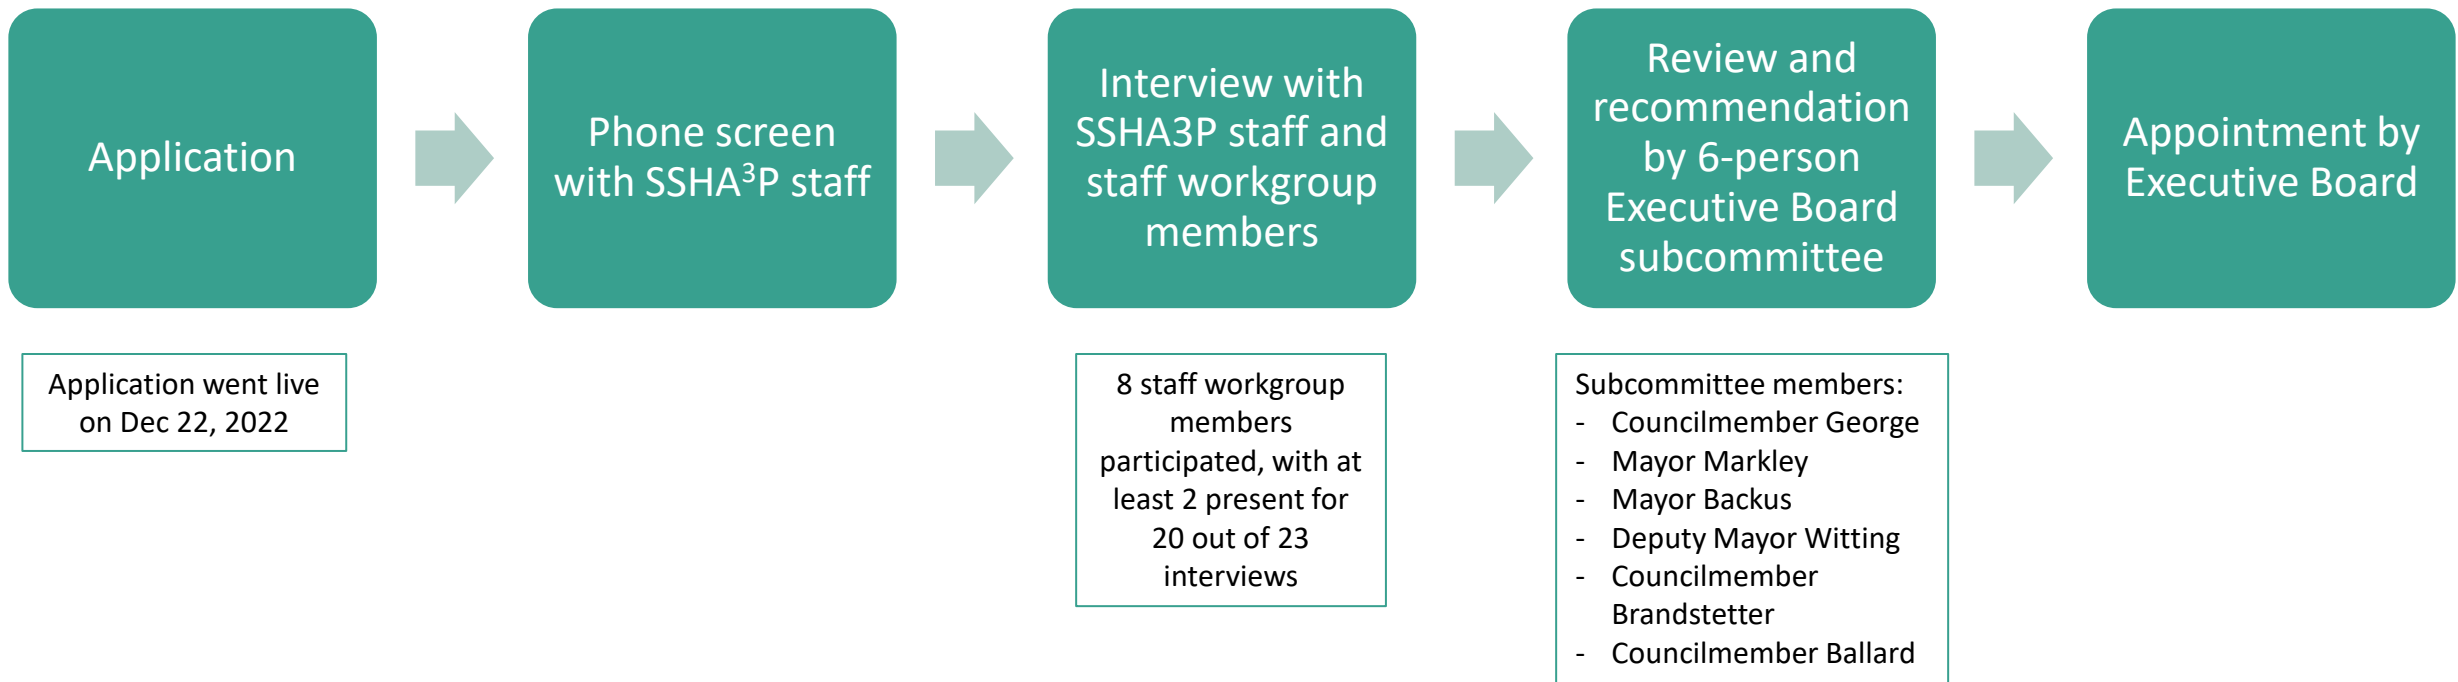 Application
Phone screen
with SSHA³P staff
Interview with
SSHA3P staff and
staff workgroup
members
Review and
recommendation
by 6-person
Executive Board
subcommittee
Appointment by
Executive Board
Application went live
on Dec 22, 2022
8 staff workgroup
members
participated, with at
least 2 present for
20 out of 23
interviews
Subcommittee members:
- Councilmember George
- Mayor Markley
- Mayor Backus
- Deputy Mayor Witting
- Councilmember
Brandstetter
- Councilmember Ballard